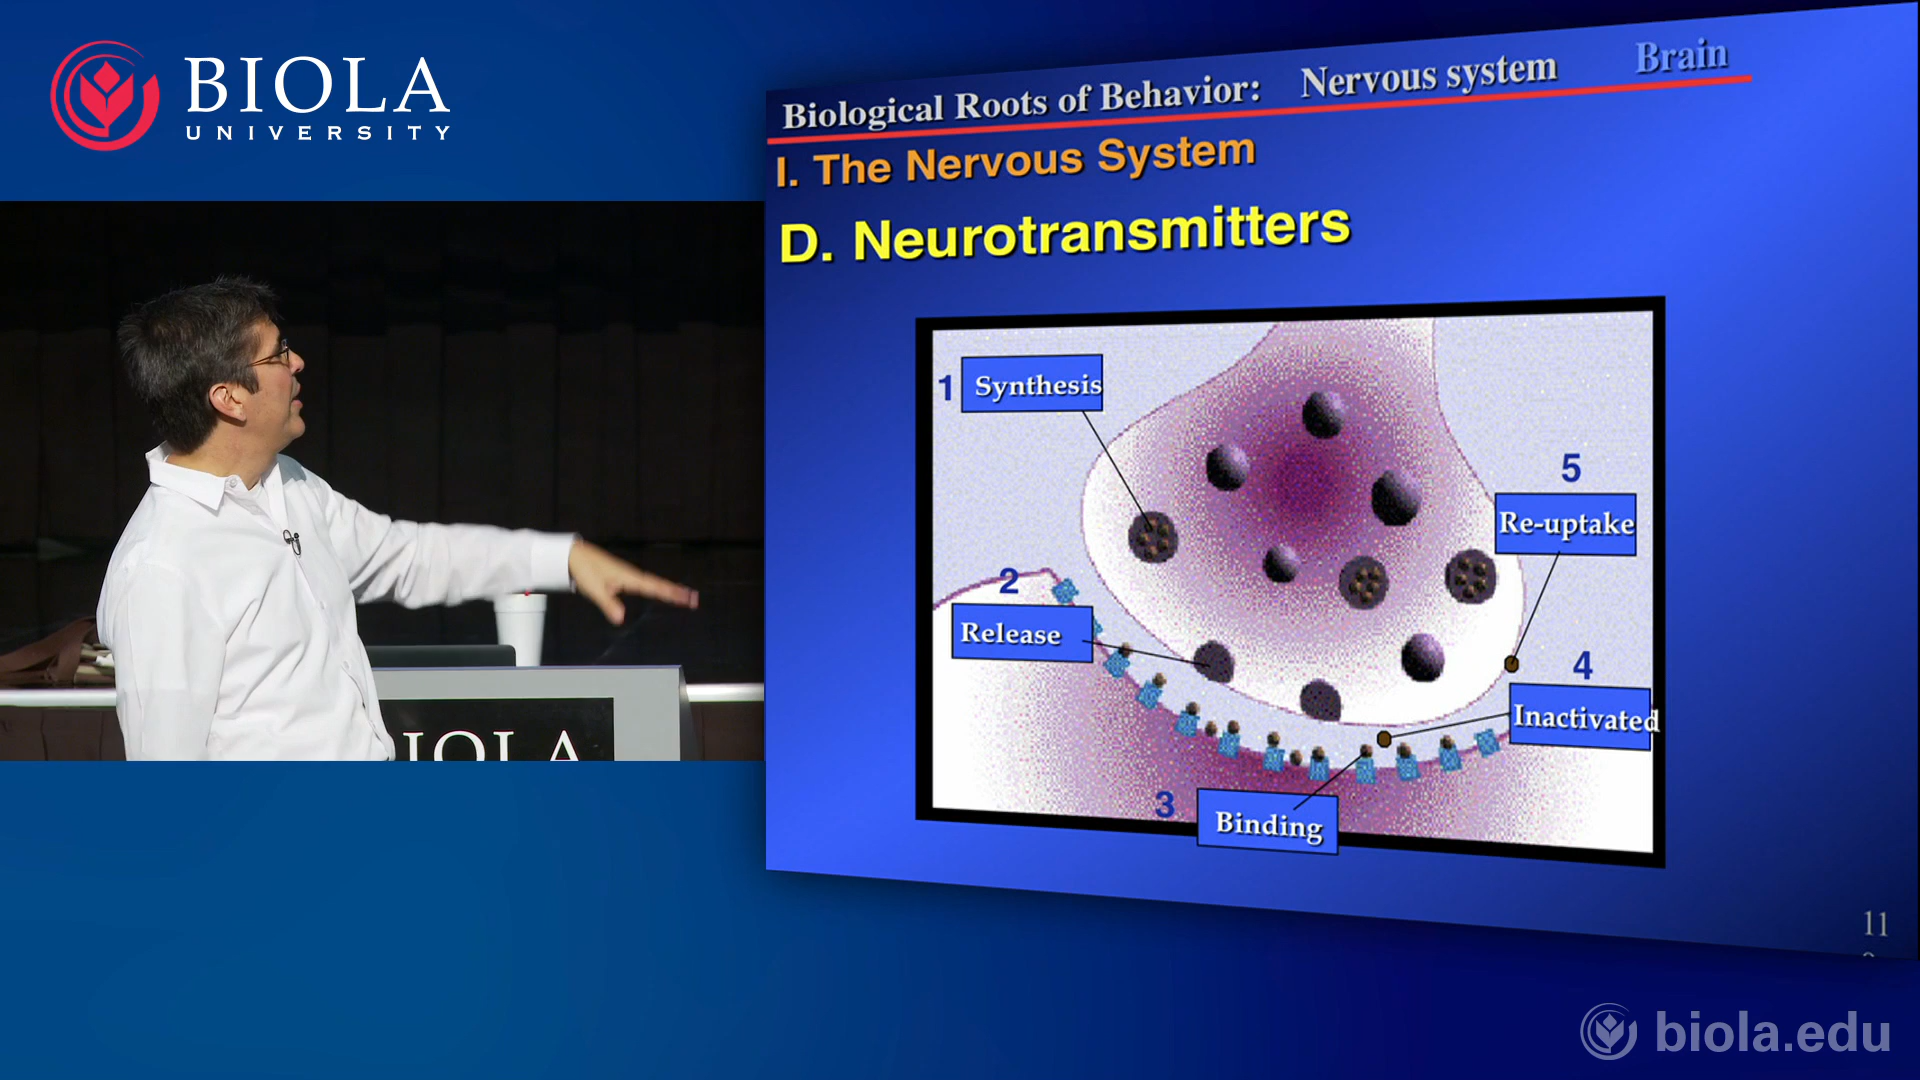 BIOLA
UNIVERSITY
Biological Roots of Behavior: Nervous system Brain
I. The Nervous System
D. Neurotransmitters
1 Synthesis
5
Re-uptake
2
Release
4
Inactivated
3 Binding
BIOLA
11
biola.edu